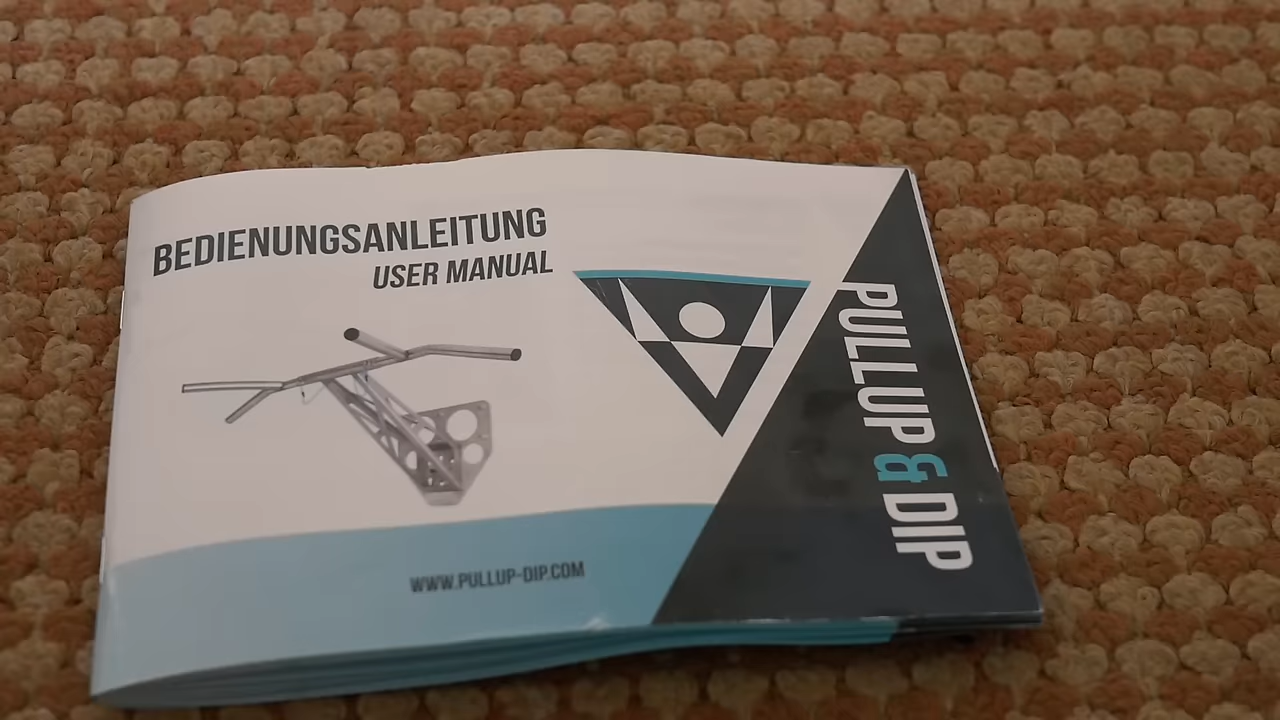 BEDIENUNGSANLEITUNG
USER MANUAL
PULLUP & DIP
WWW.PULLUP-DIP.COM